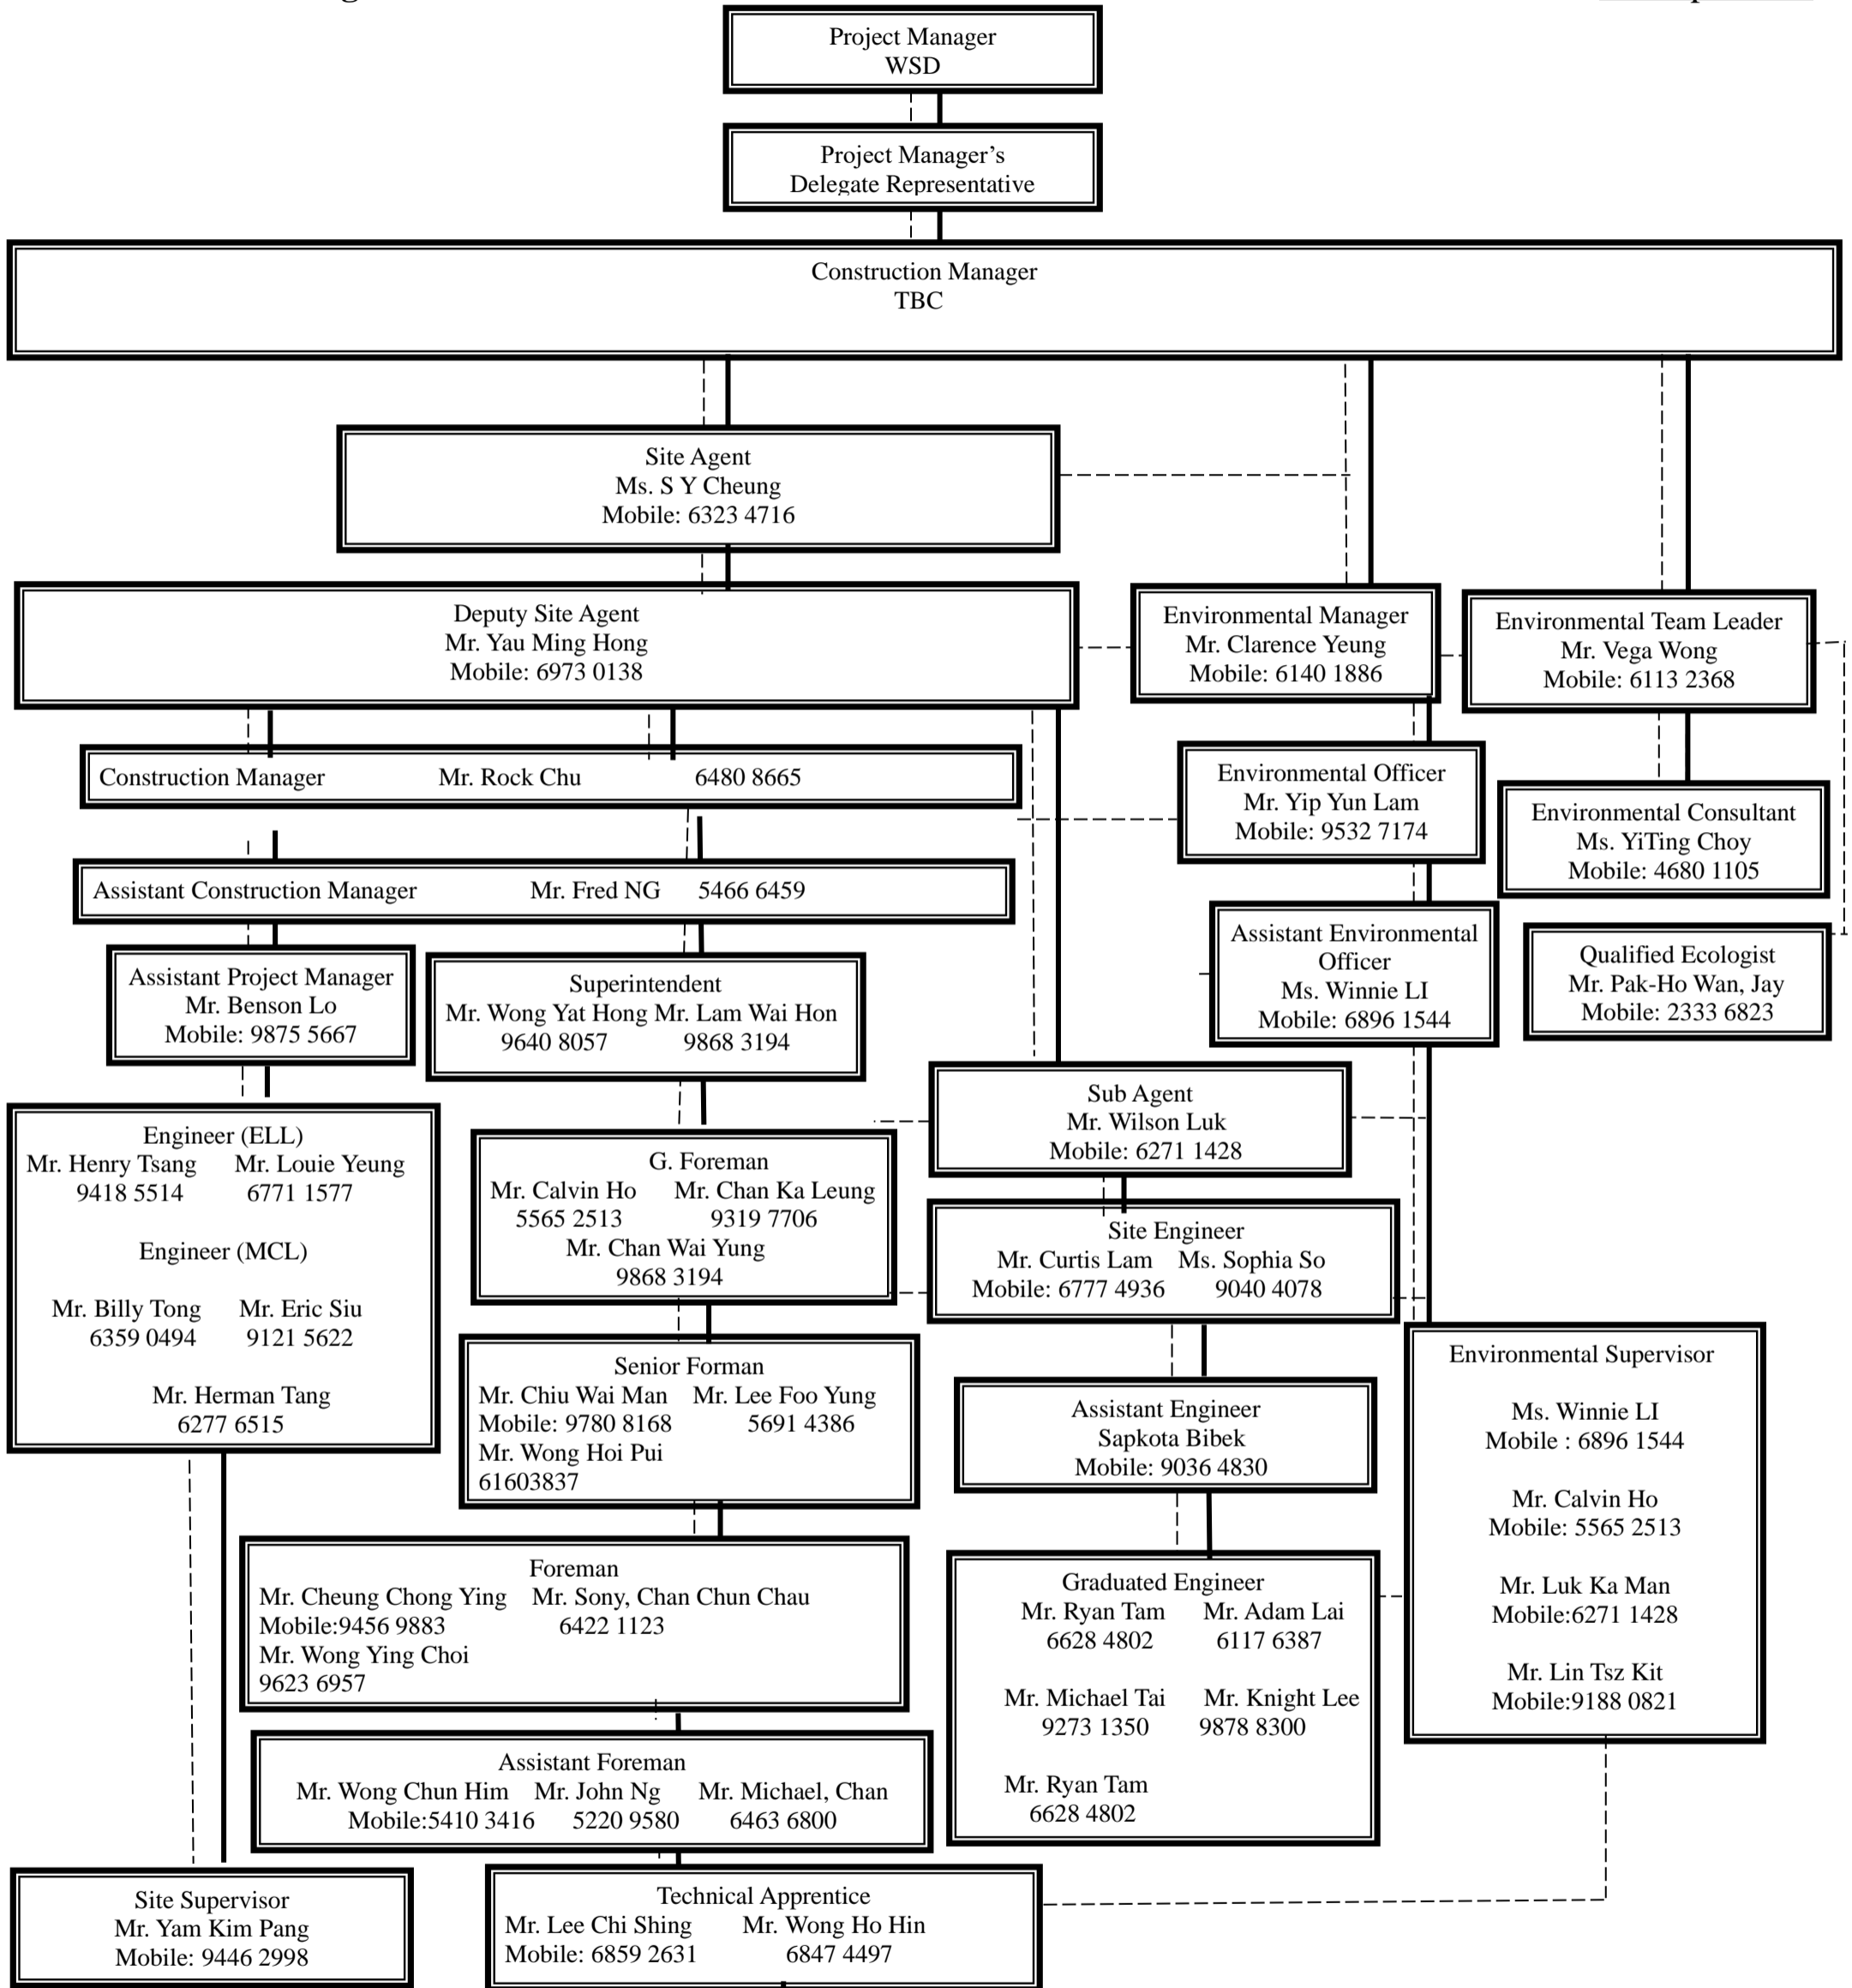 Project Manager
WSD
Project Manager’s
Delegate Representative
Construction Manager
TBC
Site Agent
Ms. S Y Cheung
Mobile: 6323 4716
Deputy Site Agent
Mr. Yau Ming Hong
Mobile: 6973 0138
Environmental Manager
Mr. Clarence Yeung
Mobile: 6140 1886
Environmental Team Leader
Mr. Vega Wong
Mobile: 6113 2368
Construction Manager Mr. Rock Chu 6480 8665
Environmental Officer
Mr. Yip Yun Lam
Mobile: 9532 7174
Environmental Consultant
Ms. YiTing Choy
Mobile: 4680 1105
Assistant Construction Manager Mr. Fred NG 5466 6459
Assistant Environmental
Officer
Ms. Winnie LI
Mobile: 6896 1544
Qualified Ecologist
Mr. Pak-Ho Wan, Jay
Mobile: 2333 6823
Assistant Project Manager
Mr. Benson Lo
Mobile: 9875 5667
Superintendent
Mr. Wong Yat Hong Mr. Lam Wai Hon
9640 8057 9868 3194
Sub Agent
Mr. Wilson Luk
Mobile: 6271 1428
Engineer (ELL)
Mr. Henry Tsang Mr. Louie Yeung
9418 5514 6771 1577
Engineer (MCL)
Mr. Billy Tong Mr. Eric Siu
6359 0494 9121 5622
Mr. Herman Tang
6277 6515
G. Foreman
Mr. Calvin Ho Mr. Chan Ka Leung
5565 2513 9319 7706
Mr. Chan Wai Yung
9868 3194
Site Engineer
Mr. Curtis Lam Ms. Sophia So
Mobile: 6777 4936 9040 4078
Senior Forman
Mr. Chiu Wai Man Mr. Lee Foo Yung
Mobile: 9780 8168 5691 4386
Mr. Wong Hoi Pui
61603837
Assistant Engineer
Sapkota Bibek
Mobile: 9036 4830
Environmental Supervisor
Ms. Winnie LI
Mobile : 6896 1544
Mr. Calvin Ho
Mobile: 5565 2513
Mr. Luk Ka Man
Mobile:6271 1428
Mr. Lin Tsz Kit
Mobile:9188 0821
Foreman
Mr. Cheung Chong Ying Mr. Sony, Chan Chun Chau
Mobile:9456 9883 6422 1123
Mr. Wong Ying Choi
9623 6957
Graduated Engineer
Mr. Ryan Tam Mr. Adam Lai
6628 4802 6117 6387
Mr. Michael Tai Mr. Knight Lee
9273 1350 9878 8300
Mr. Ryan Tam
6628 4802
Assistant Foreman
Mr. Wong Chun Him Mr. John Ng Mr. Michael, Chan
Mobile:5410 3416 5220 9580 6463 6800
Site Supervisor
Mr. Yam Kim Pang
Mobile: 9446 2998
Technical Apprentice
Mr. Lee Chi Shing Mr. Wong Ho Hin
Mobile: 6859 2631 6847 4497